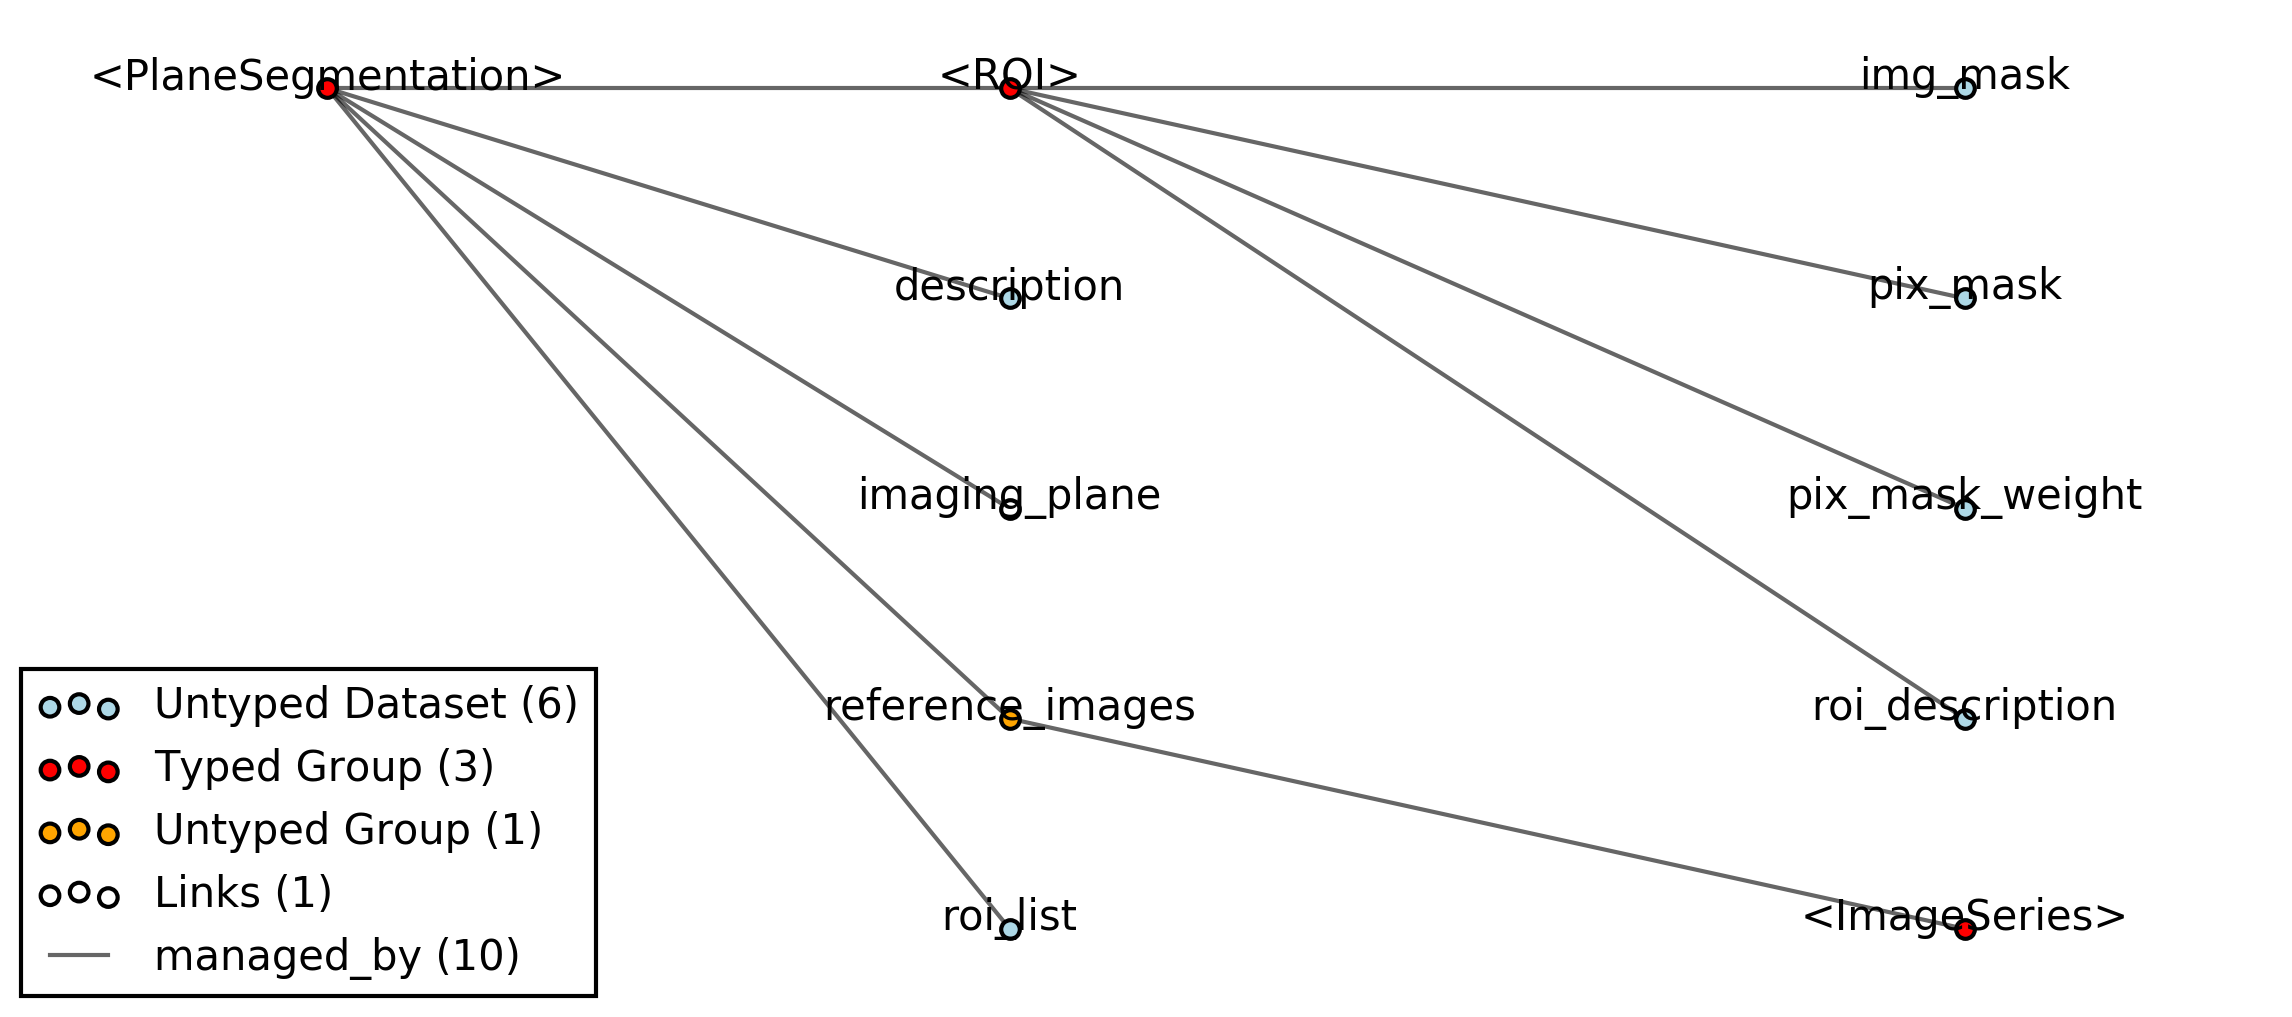 <PlaneSegmentation>
<ROI>
img_mask
description
pix_mask
imaging_plane
pix_mask_weight
reference_images
roi_description
roi_list
<ImageSeries>
Untyped Dataset (6)
Typed Group (3)
Untyped Group (1)
Links (1)
managed_by (10)